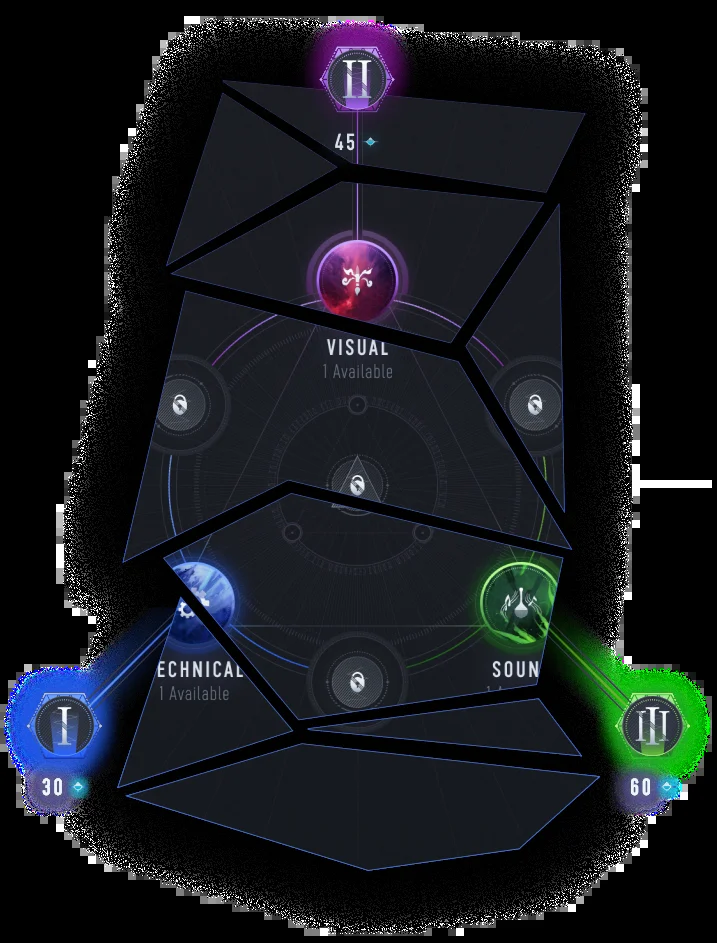 II
45
VISUAL
1 Available
ECHNICAL
1 Available
SOUN
I
30
III
60